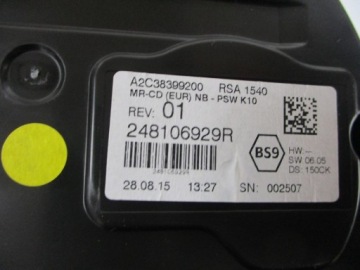 A2C38399200 RSA 1540
MR-CD (EUR) NB - PSW K10
REV: 01
248106929R
BS9
HW ---
SW 06.05
DS: 150CK
248106929R
28.08.15 13:27 SN: 002507